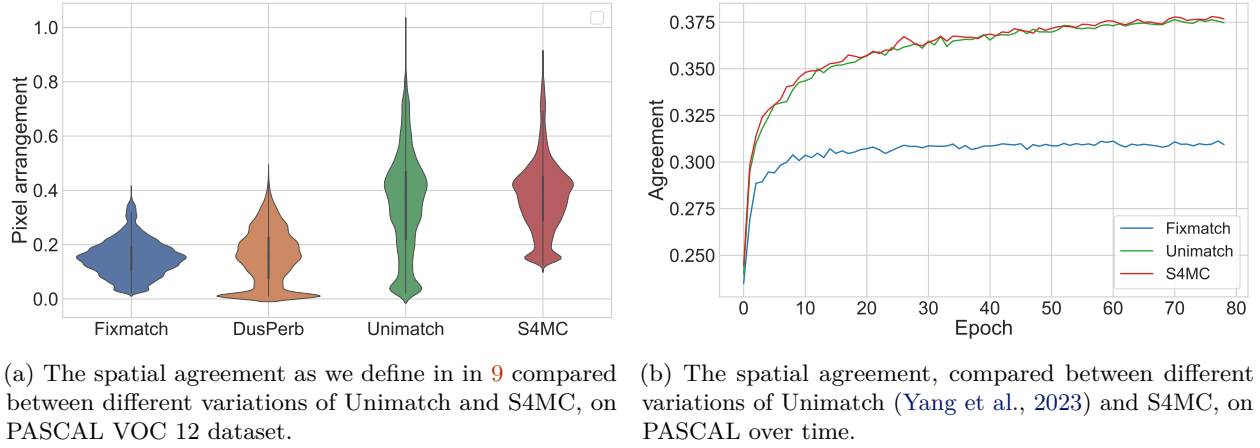 1.0
0.8
0.6
0.4
0.2
0.0
Pixel arrangement
Fixmatch DusPerb Unimatch S4MC
0.375
0.350
0.325
0.300
0.275
0.250
Agreement
Fixmatch
Unimatch
S4MC
0 10 20 30 40 50 60 70 80
Epoch
(a) The spatial agreement as we define in in 9 compared
between different variations of Unimatch and S4MC, on
PASCAL VOC 12 dataset.
(b) The spatial agreement, compared between different
variations of Unimatch (Yang et al., 2023) and S4MC, on
PASCAL over time.